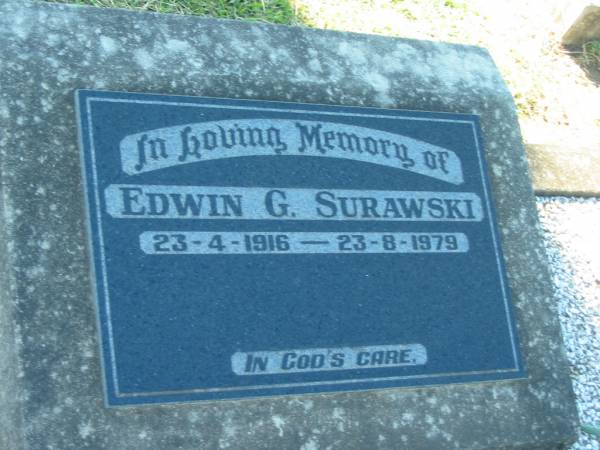 In Loving Memory of
EDWIN G. SURAWSKI
23-4-1916 — 23-8-1979
IN GOD'S CARE.